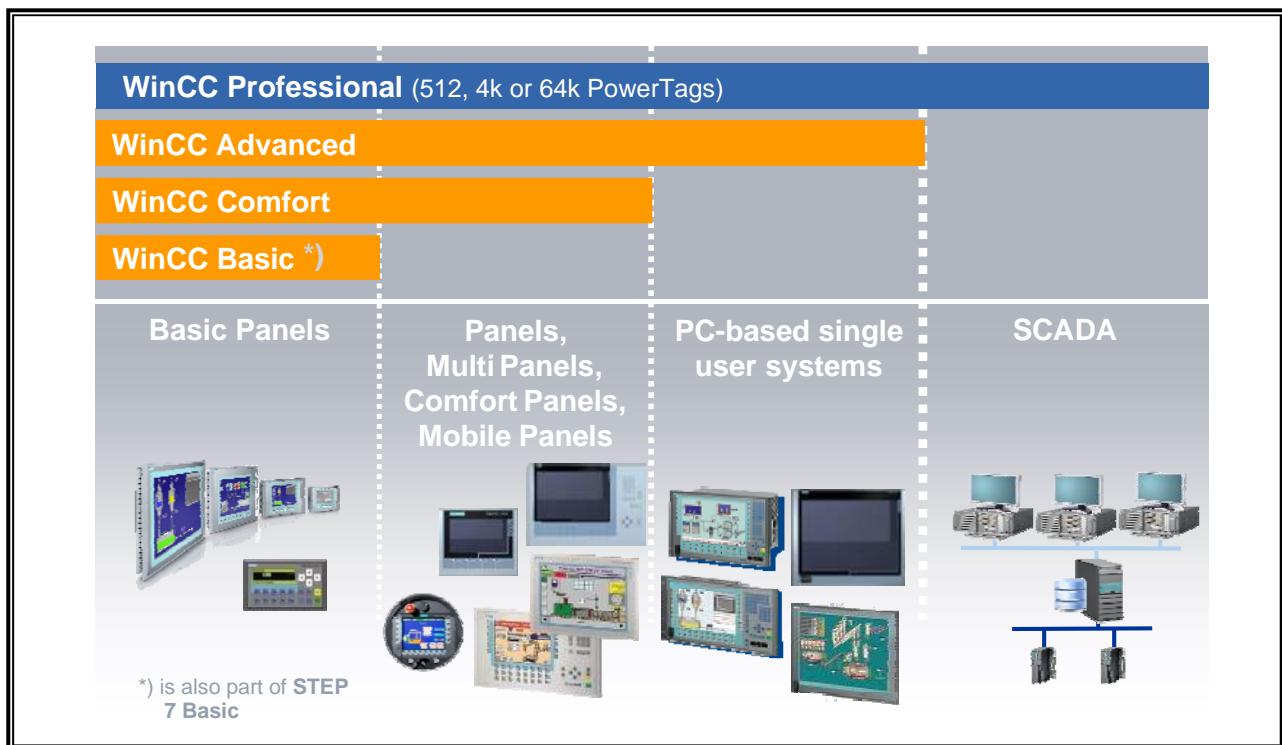 WinCC Professional (512, 4k or 64k PowerTags)
WinCC Advanced
WinCC Comfort
WinCC Basic *)
Basic Panels
Panels,
Multi Panels,
Comfort Panels,
Mobile Panels
PC-based single
user systems
SCADA
*) is also part of STEP
7 Basic